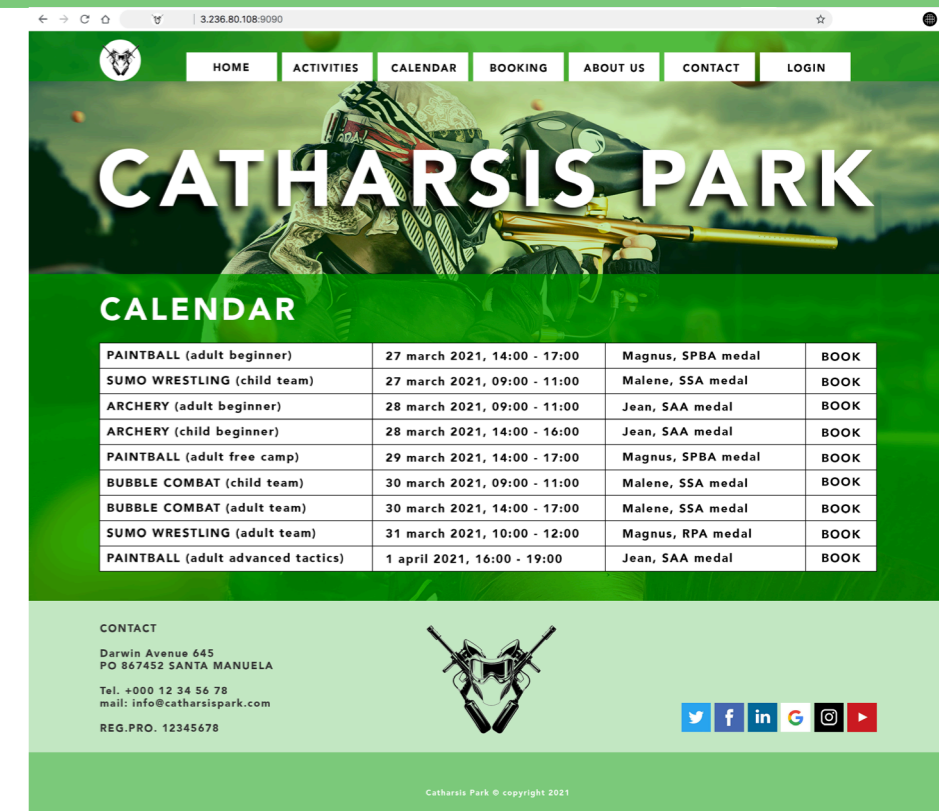 3.236.80.108:9090
HOME ACTIVITIES CALENDAR BOOKING ABOUT US CONTACT LOGIN
CATHARSIS PARK
CALENDAR
PAINTBALL (adult beginner) 27 march 2021, 14:00 - 17:00 Magnus, SPBA medal BOOK
SUMO WRESTLING (child team) 27 march 2021, 09:00 - 11:00 Malene, SSA medal BOOK
ARCHERY (adult beginner) 28 march 2021, 09:00 - 11:00 Jean, SAA medal BOOK
ARCHERY (child beginner) 28 march 2021, 14:00 - 16:00 Jean, SAA medal BOOK
PAINTBALL (adult free camp) 29 march 2021, 14:00 - 17:00 Magnus, SPBA medal BOOK
BUBBLE COMBAT (child team) 30 march 2021, 09:00 - 11:00 Malene, SSA medal BOOK
BUBBLE COMBAT (adult team) 30 march 2021, 14:00 - 17:00 Malene, SSA medal BOOK
SUMO WRESTLING (adult team) 31 march 2021, 10:00 - 12:00 Magnus, RPA medal BOOK
PAINTBALL (adult advanced tactics) 1 april 2021, 16:00 - 19:00 Jean, SAA medal BOOK
CONTACT
Darwin Avenue 645
PO 867452 SANTA MANUELA
Tel. +000 12 34 56 78
mail: info@catharsispark.com
REG.PRO. 12345678
f in G
Catharsis Park © copyright 2021